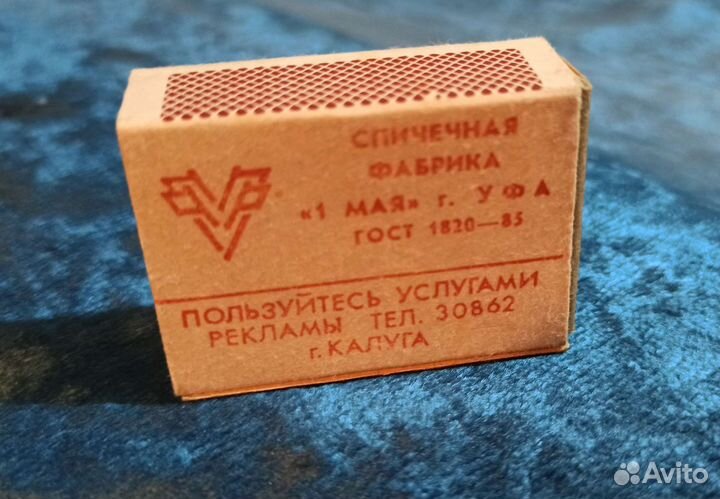 СПИЧЕЧНАЯ
ФАБРИКА
«1 МАЯ» г. УФА
ГОСТ 1820—85
ПОЛЬЗУЙТЕСЬ УСЛУГАМИ
РЕКЛАМЫ ТЕЛ. 30862
г. КАЛУГА
Avito